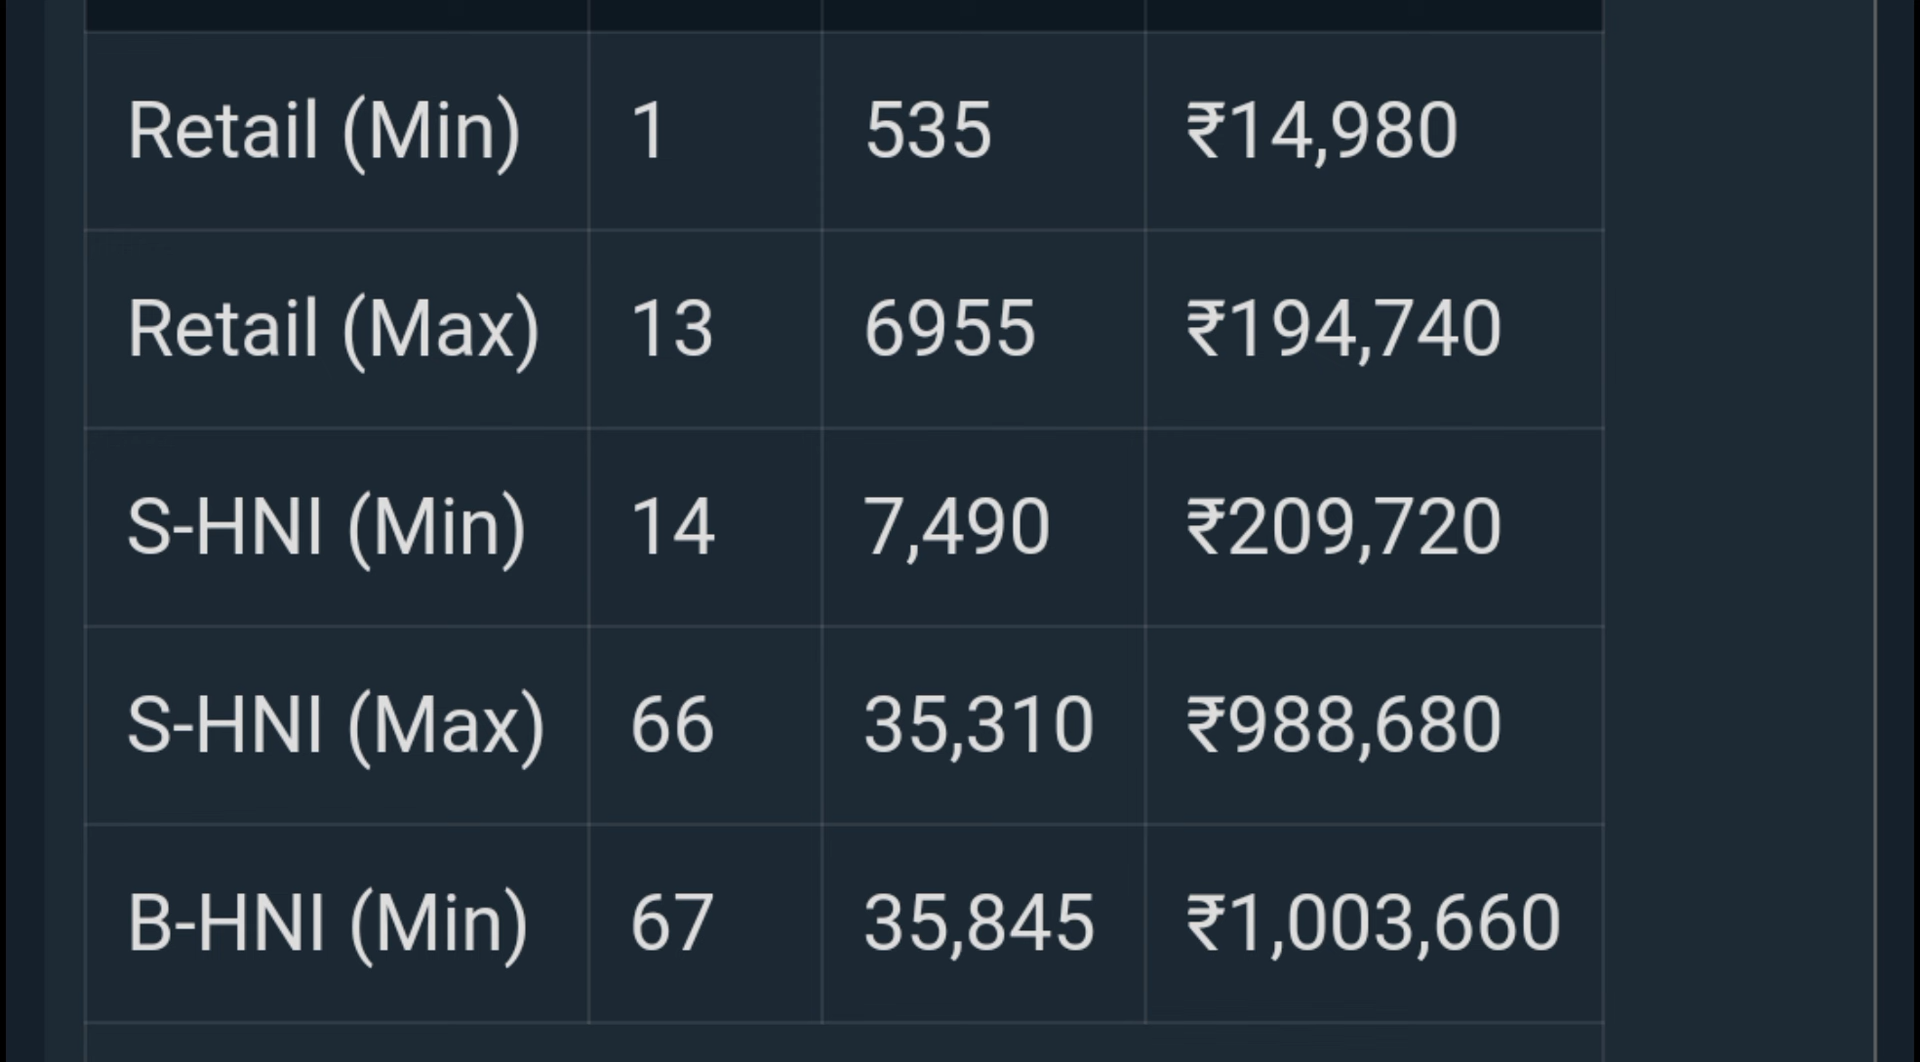 Retail (Min) 1 535 ₹14,980
Retail (Max) 13 6955 ₹194,740
S-HNI (Min) 14 7,490 ₹209,720
S-HNI (Max) 66 35,310 ₹988,680
B-HNI (Min) 67 35,845 ₹1,003,660